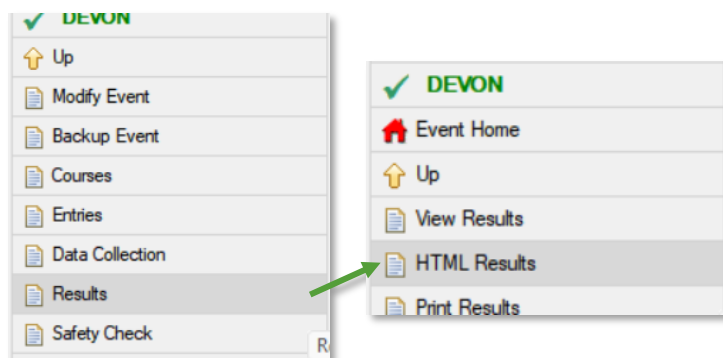 DEVON
Up
Modify Event
Backup Event
Courses
Entries
Data Collection
Results
Safety Check
DEVON
Event Home
Up
View Results
HTML Results
Print Results